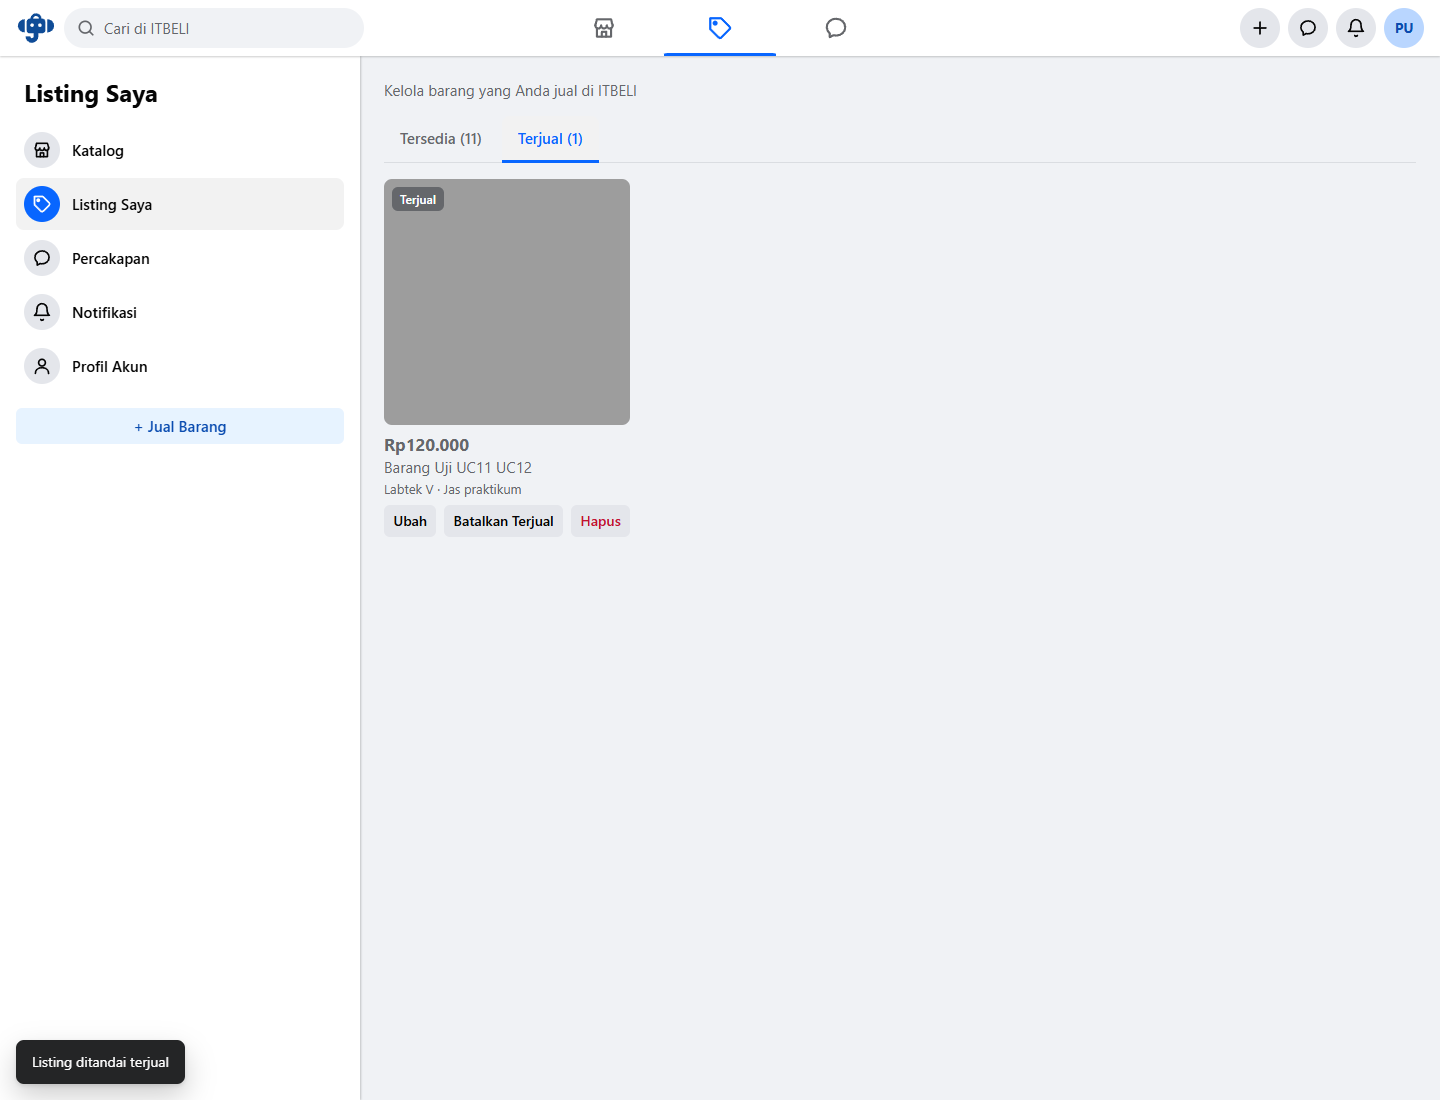 Cari di ITBELI
PU
Listing Saya
Katalog
Listing Saya
Percakapan
Notifikasi
Profil Akun
+ Jual Barang
Kelola barang yang Anda jual di ITBELI
Tersedia (11)
Terjual (1)
Terjual
Rp120.000
Barang Uji UC11 UC12
Labtek V · Jas praktikum
Ubah
Batalkan Terjual
Hapus
Listing ditandai terjual